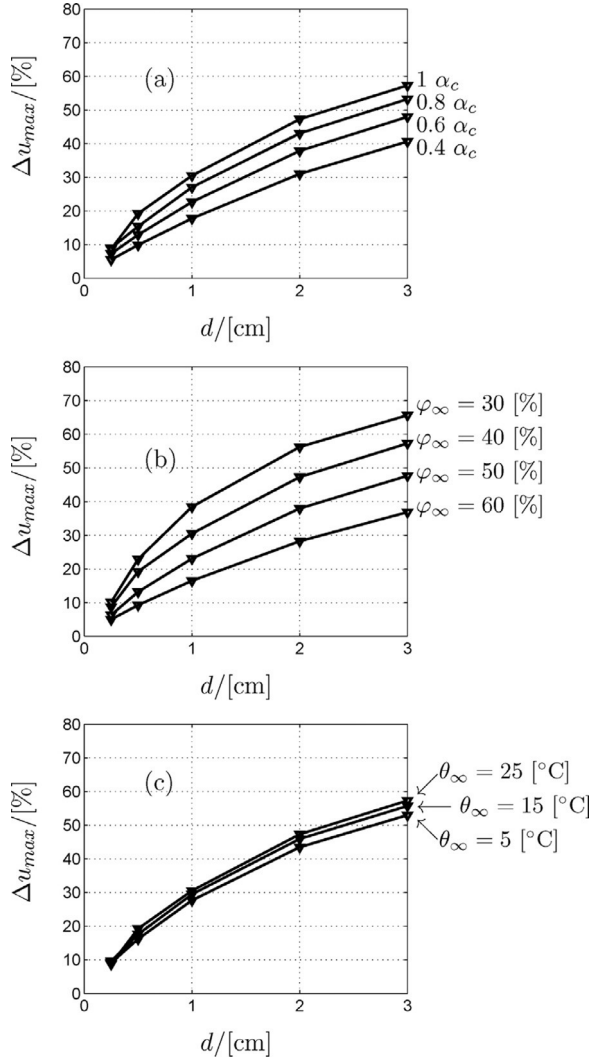 80
70
60
50
40
30
20
10
0
Δu_max/[%]
(a)
1 α_c
0.8 α_c
0.6 α_c
0.4 α_c
0 1 2 3
d/[cm]
80
70
60
50
40
30
20
10
0
Δu_max/[%]
(b)
φ_∞ = 30 [%]
φ_∞ = 40 [%]
φ_∞ = 50 [%]
φ_∞ = 60 [%]
0 1 2 3
d/[cm]
80
70
60
50
40
30
20
10
0
Δu_max/[%]
(c)
θ_∞ = 25 [°C]
θ_∞ = 15 [°C]
θ_∞ = 5 [°C]
0 1 2 3
d/[cm]